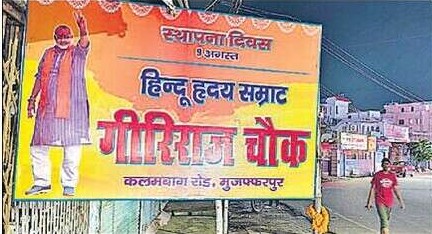 स्थापना दिवस
9 अगस्त
हिन्दू हृदय सम्राट
गीरिराज चौक
कलमबाग रोड, मुजफ्फरपुर